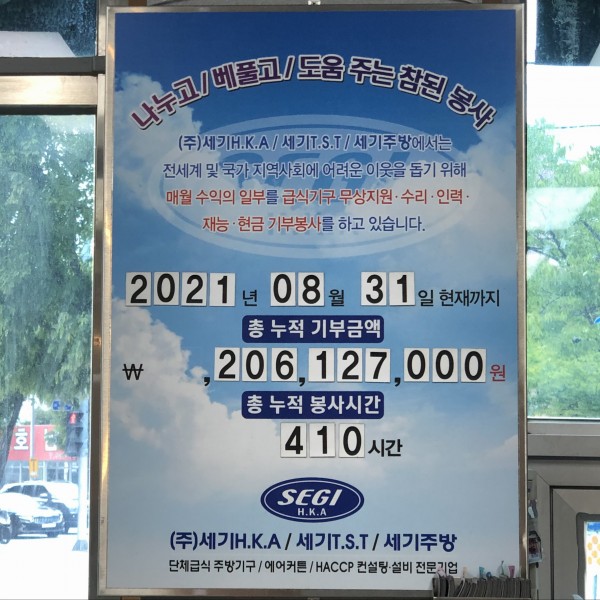 나누고/베풀고/도움 주는 참된 봉사
(주)세기H.K.A / 세기T.S.T / 세기주방에서는
전세계 및 국가 지역사회에 어려운 이웃을 돕기 위해
매월 수익의 일부를 급식기구 무상지원·수리·인력·
재능·현금 기부봉사를 하고 있습니다.
2021 년 08 월 31 일 현재까지
총 누적 기부금액
₩ ,206,127,000 원
총 누적 봉사시간
410 시간
SEGI
H.K.A
(주)세기H.K.A / 세기T.S.T / 세기주방
단체급식 주방기구 / 에어커튼 / HACCP 컨설팅·설비 전문기업
호